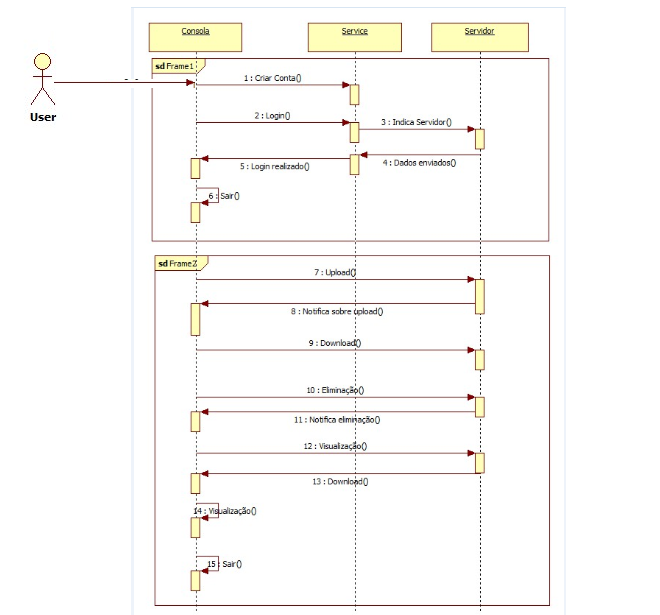 Consola
Service
Servidor
sd Frame1
1 : Criar Conta()
User
2 : Login()
3 : Indica Servidor()
4 : Dados enviados()
5 : Login realizado()
6 : Sair()
sd Frame2
7 : Upload()
8 : Notifica sobre upload()
9 : Download()
10 : Eliminação()
11 : Notifica eliminação()
12 : Visualização()
13 : Download()
14 : Visualização()
15 : Sair()